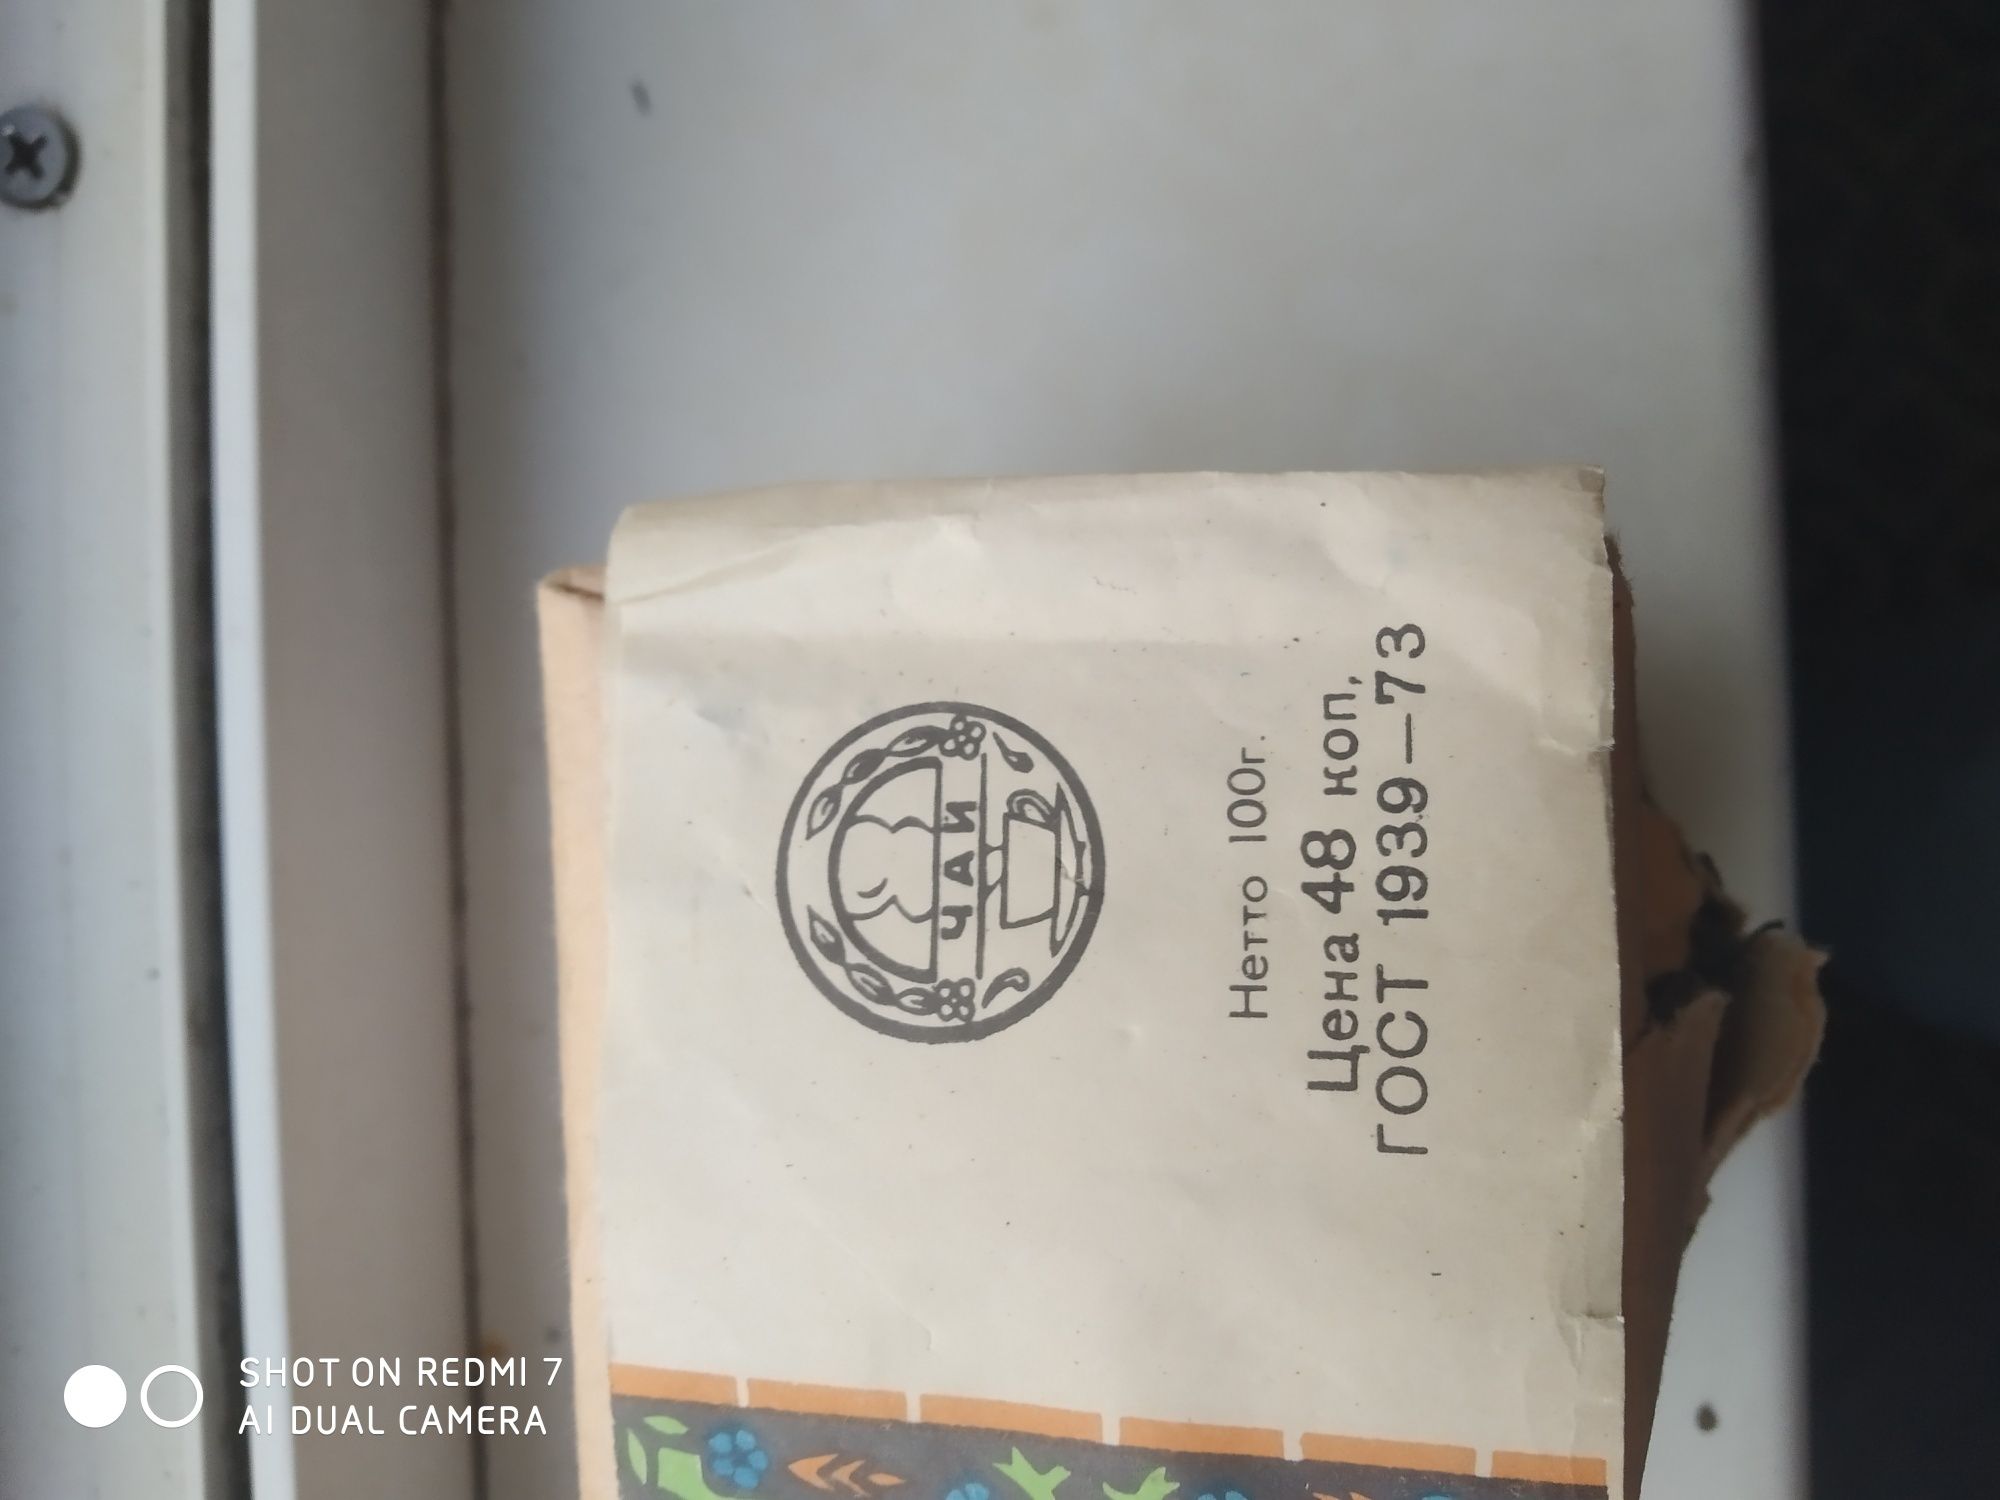 ЧАЙ
Нетто 100г.
Цена 48 коп,
ГОСТ 1939-73
SHOT ON REDMI 7
AI DUAL CAMERA